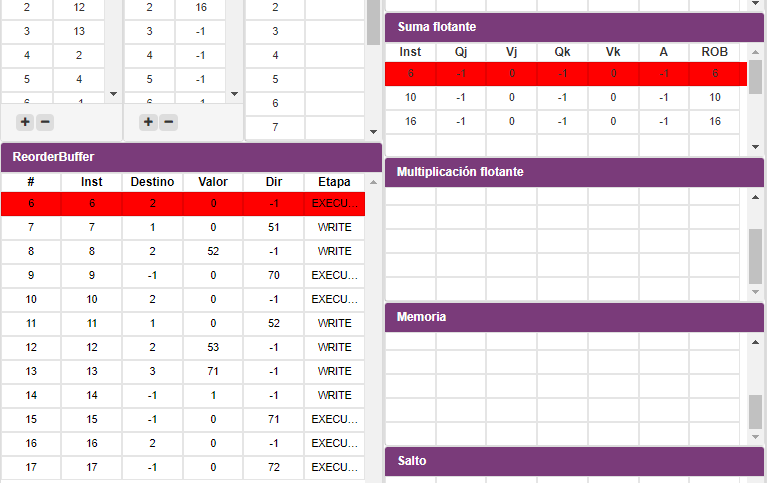 2 12
3 13
4 2
5 4
2 16
3 -1
4 -1
5 -1
2
3
4
5
6
7
ReorderBuffer
# Inst Destino Valor Dir Etapa
6 6 2 0 -1 EXECU...
7 7 1 0 51 WRITE
8 8 2 52 -1 WRITE
9 9 -1 0 70 EXECU...
10 10 2 0 -1 EXECU...
11 11 1 0 52 WRITE
12 12 2 53 -1 WRITE
13 13 3 71 -1 WRITE
14 14 -1 1 -1 WRITE
15 15 -1 0 71 EXECU...
16 16 2 0 -1 EXECU...
17 17 -1 0 72 EXECU...
Suma flotante
Inst Qj Vj Qk Vk A ROB
6 -1 0 -1 0 -1 6
10 -1 0 -1 0 -1 10
16 -1 0 -1 0 -1 16
Multiplicación flotante
Memoria
Salto